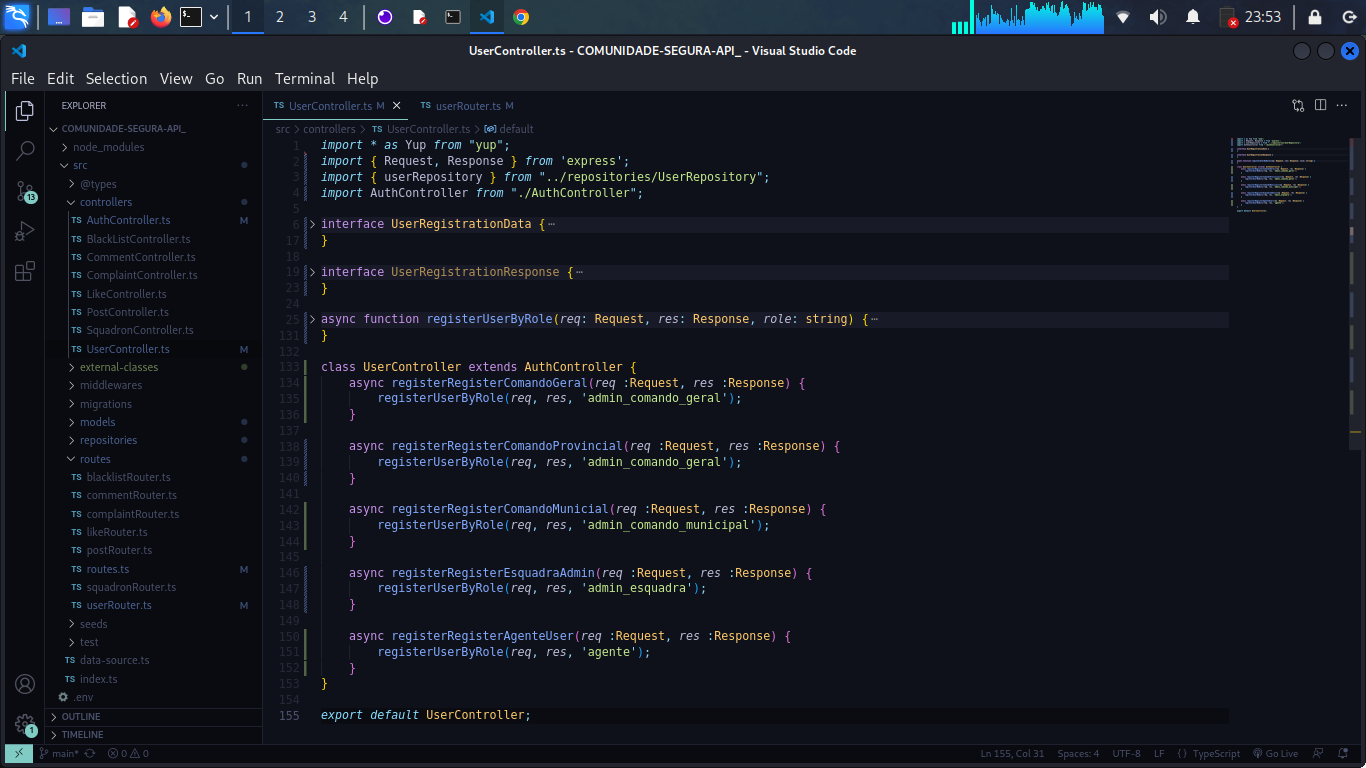 1 2 3 4 23:53
UserController.ts - COMUNIDADE-SEGURA-API_ - Visual Studio Code
File Edit Selection View Go Run Terminal Help
EXPLORER
COMUNIDADE-SEGURA-API_
node_modules
src
@types
controllers
TS AuthController.ts M
TS BlackListController.ts
TS CommentController.ts
TS ComplaintController.ts
TS LikeController.ts
TS PostController.ts
TS SquadronController.ts
TS UserController.ts M
external-classes
middlewares
migrations
models
repositories
routes
TS blacklistRouter.ts
TS commentRouter.ts
TS complaintRouter.ts
TS likeRouter.ts
TS postRouter.ts
TS routes.ts M
TS squadronRouter.ts
TS userRouter.ts M
seeds
test
TS data-source.ts
TS index.ts
.env
OUTLINE
TIMELINE
13
1
TS UserController.ts M TS userRouter.ts M
src > controllers > TS UserController.ts > default
1 import * as Yup from "yup";
2 import { Request, Response } from 'express';
3 import { userRepository } from "../repositories/UserRepository";
4 import AuthController from "./AuthController";
5
6 interface UserRegistrationData {⋯
17 }
18
19 interface UserRegistrationResponse {⋯
23 }
24
25 async function registerUserByRole(req: Request, res: Response, role: string) {⋯
131 }
132
133 class UserController extends AuthController {
134 async registerRegisterComandoGeral(req :Request, res :Response) {
135 registerUserByRole(req, res, 'admin_comando_geral');
136 }
137
138 async registerRegisterComandoProvincial(req :Request, res :Response) {
139 registerUserByRole(req, res, 'admin_comando_geral');
140 }
141
142 async registerRegisterComandoMunicial(req :Request, res :Response) {
143 registerUserByRole(req, res, 'admin_comando_municipal');
144 }
145
146 async registerRegisterEsquadraAdmin(req :Request, res :Response) {
147 registerUserByRole(req, res, 'admin_esquadra');
148 }
149
150 async registerRegisterAgenteUser(req :Request, res :Response) {
151 registerUserByRole(req, res, 'agente');
152 }
153 }
154
155 export default UserController;
main* 0 0 Ln 155, Col 31 Spaces: 4 UTF-8 LF {} TypeScript Go Live